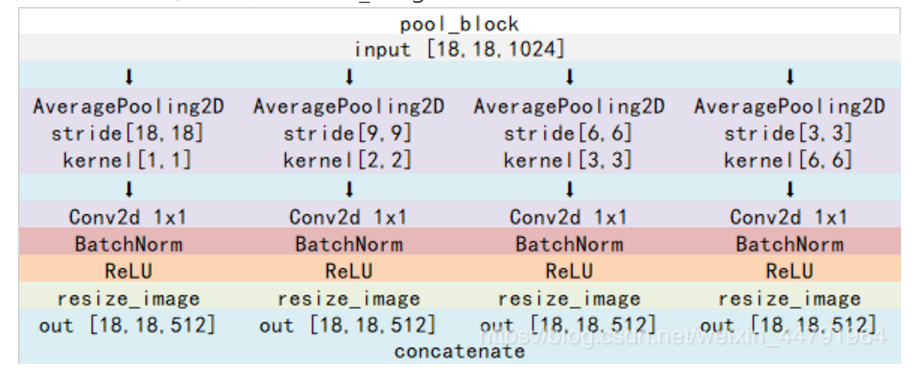 pool_block
input [18,18,1024]
⬇ ⬇ ⬇ ⬇
AveragePooling2D AveragePooling2D AveragePooling2D AveragePooling2D
stride[18,18] stride[9,9] stride[6,6] stride[3,3]
kernel[1,1] kernel[2,2] kernel[3,3] kernel[6,6]
⬇ ⬇ ⬇ ⬇
Conv2d 1x1 Conv2d 1x1 Conv2d 1x1 Conv2d 1x1
BatchNorm BatchNorm BatchNorm BatchNorm
ReLU ReLU ReLU ReLU
resize_image resize_image resize_image resize_image
out [18,18,512] out [18,18,512] out [18,18,512] out [18,18,512]
https://blog.csdn.net/weixin_44791964
concatenate